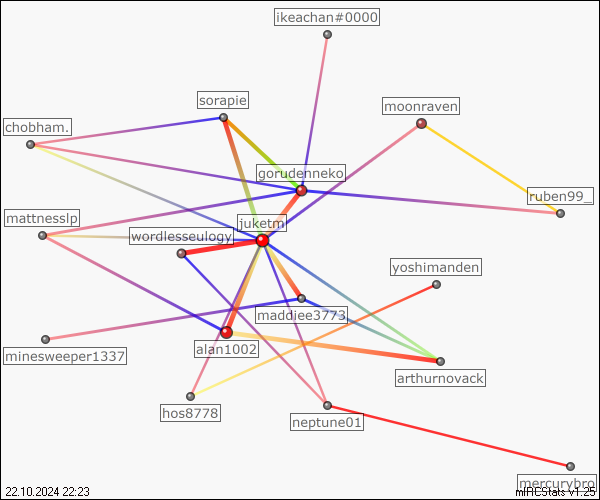 ikeachan#0000
sorapie
moonraven
chobham.
gorudenneko
ruben99_
mattnesslp
juketm
wordlesseulogy
yoshimanden
maddiee3773
minesweeper1337
alan1002
arthurnovack
hos8778
neptune01
mercurybro
22.10.2024 22:23
mIRCStats v1.25